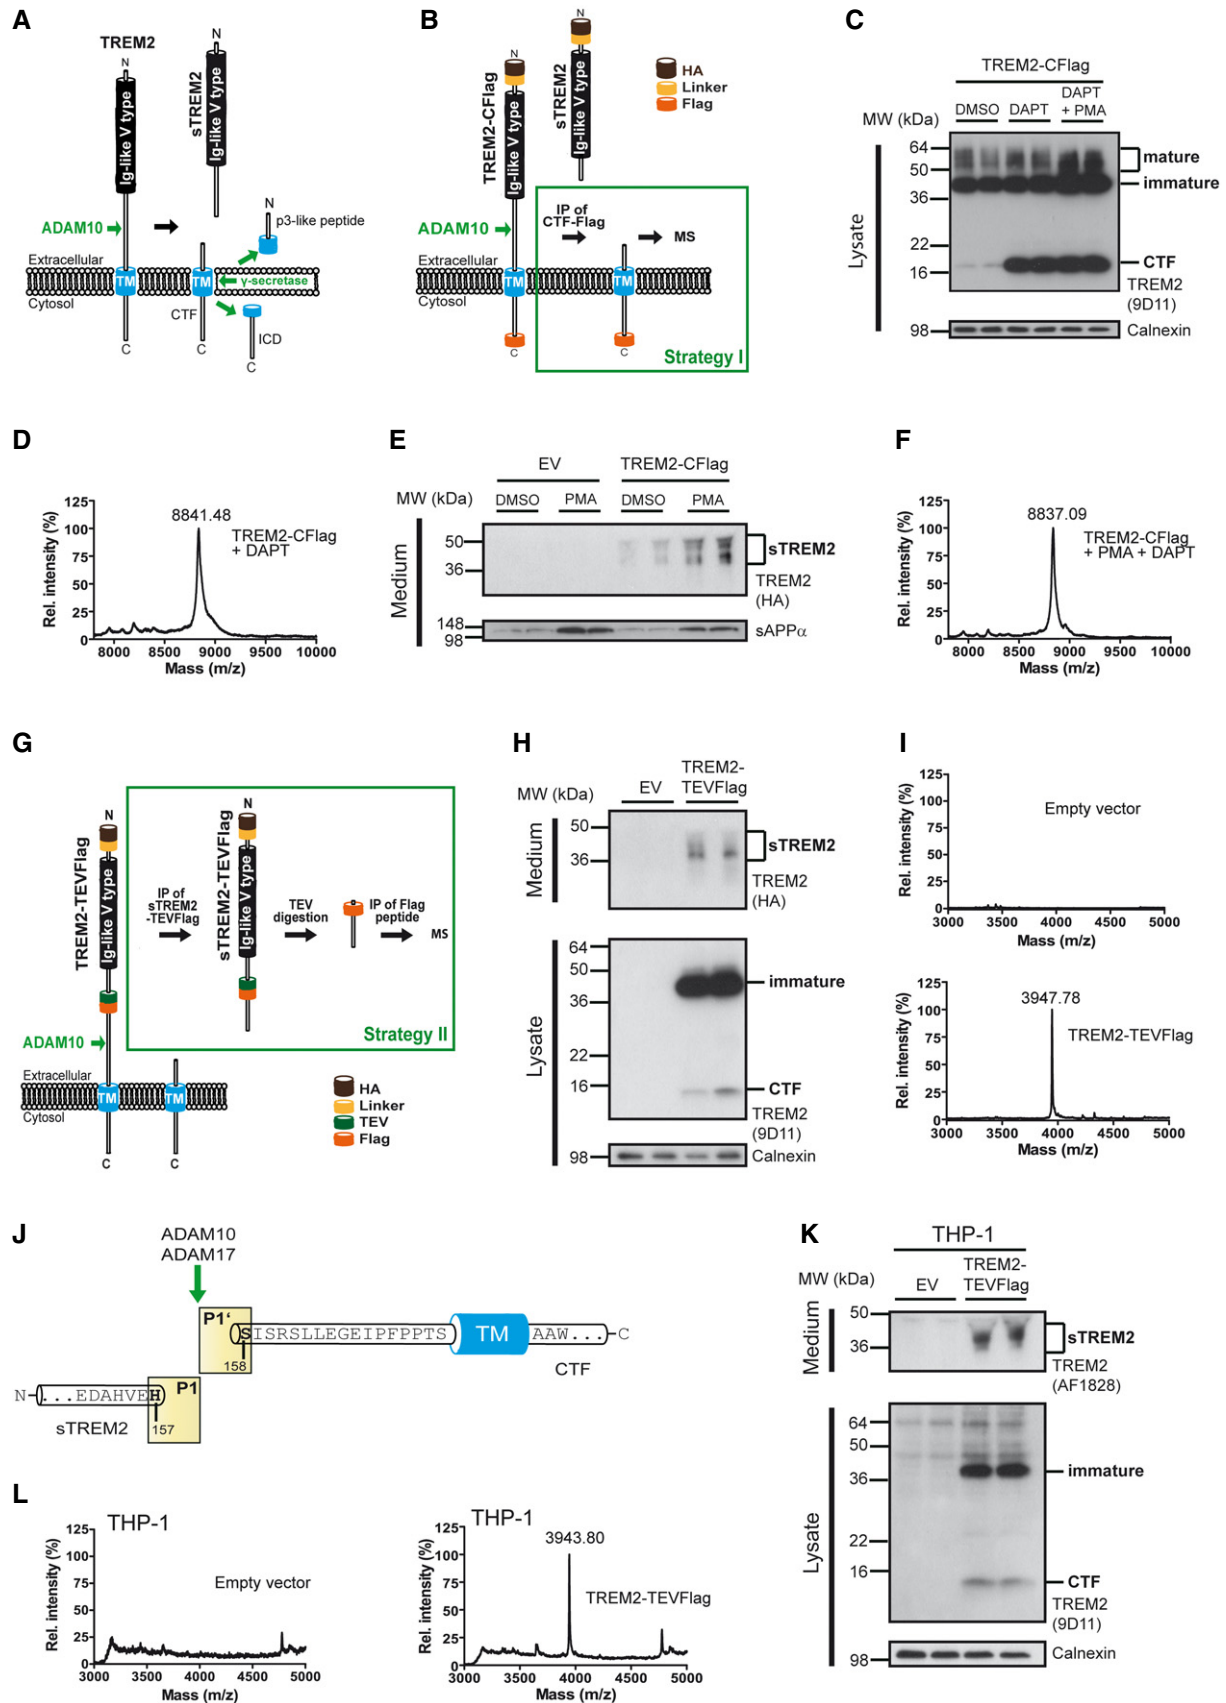 A
TREM2
N
Ig-like V type
ADAM10
Extracellular
TM
Cytosol
C
N
sTREM2
Ig-like V type
N
p3-like peptide
TM
γ-secretase
CTF
ICD
C
C
B
N
TREM2-CFlag
Ig-like V type
ADAM10
Extracellular
TM
Cytosol
C
N
sTREM2
Ig-like V type
HA
Linker
Flag
IP of
CTF-Flag
MS
TM
C
Strategy I
C
TREM2-CFlag
DMSO
DAPT
DAPT
+ PMA
MW (kDa)
64
50
36
22
16
98
Lysate
mature
immature
CTF
TREM2
(9D11)
Calnexin
D
Rel. intensity (%)
125
100
75
50
25
0
8841.48
TREM2-CFlag
+ DAPT
8000 8500 9000 9500 10000
Mass (m/z)
E
EV
TREM2-CFlag
MW (kDa)
DMSO PMA DMSO PMA
Medium
50
36
148
98
sTREM2
TREM2
(HA)
sAPPα
F
Rel. intensity (%)
125
100
75
50
25
0
8837.09
TREM2-CFlag
+ PMA + DAPT
8000 8500 9000 9500 10000
Mass (m/z)
G
N
TREM2-TEVFlag
Ig-like V type
ADAM10
Extracellular
TM
TM
Cytosol
C
C
IP of
sTREM2
-TEVFlag
N
sTREM2-TEVFlag
Ig-like V type
TEV
digestion
IP of Flag
peptide
MS
Strategy II
HA
Linker
TEV
Flag
H
MW (kDa)
EV
TREM2-
TEVFlag
Medium
50
36
sTREM2
TREM2
(HA)
Lysate
64
50
36
22
16
98
immature
CTF
TREM2
(9D11)
Calnexin
I
Rel. intensity (%)
125
100
75
50
25
0
Empty vector
3000 3500 4000 4500 5000
Mass (m/z)
Rel. intensity (%)
125
100
75
50
25
0
3947.78
TREM2-TEVFlag
3000 3500 4000 4500 5000
Mass (m/z)
J
ADAM10
ADAM17
P1‘
SISRSLLEGEIPFPPTS
TM
AAW...
C
158
CTF
N
...EDAHVEH
P1
157
sTREM2
K
THP-1
MW (kDa)
EV
TREM2-
TEVFlag
Medium
50
36
sTREM2
TREM2
(AF1828)
Lysate
64
50
36
22
16
98
immature
CTF
TREM2
(9D11)
Calnexin
L
THP-1
Rel. intensity (%)
125
100
75
50
25
0
Empty vector
3000 3500 4000 4500 5000
Mass (m/z)
THP-1
Rel. intensity (%)
125
100
75
50
25
0
3943.80
TREM2-TEVFlag
3000 3500 4000 4500 5000
Mass (m/z)